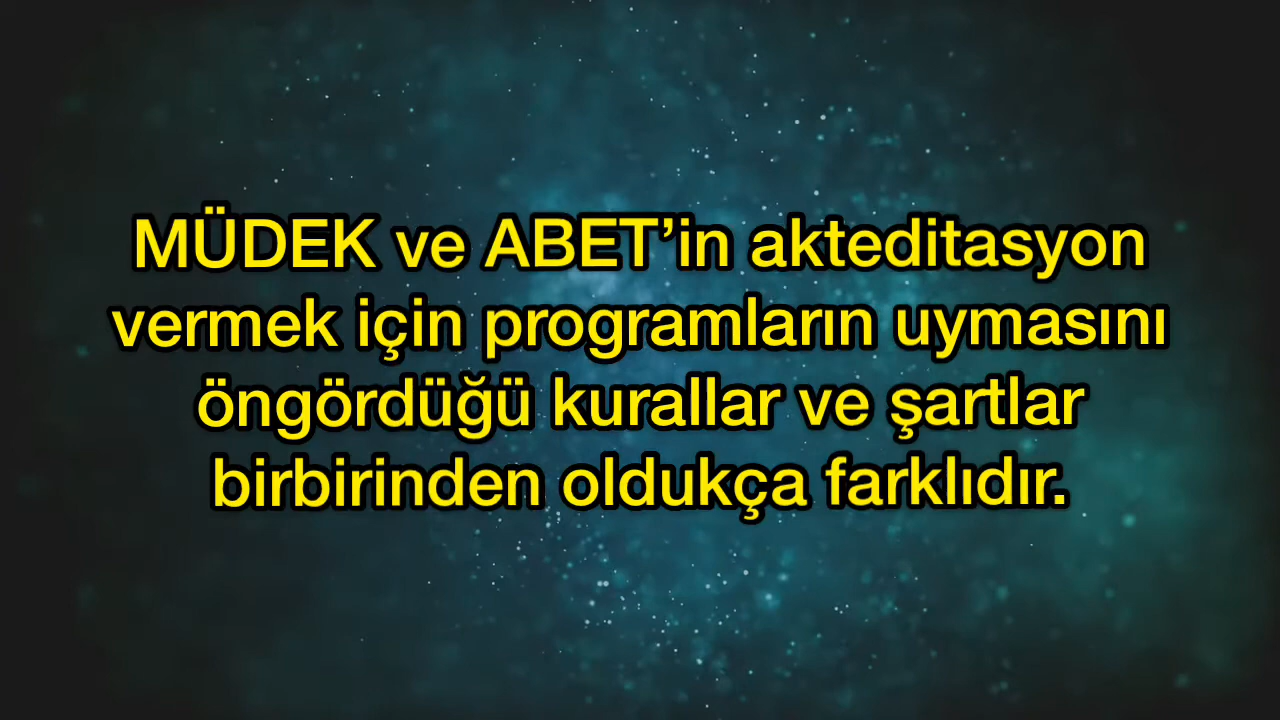 MÜDEK ve ABET’in akteditasyon
vermek için programların uymasını
öngördüğü kurallar ve şartlar
birbirinden oldukça farklıdır.